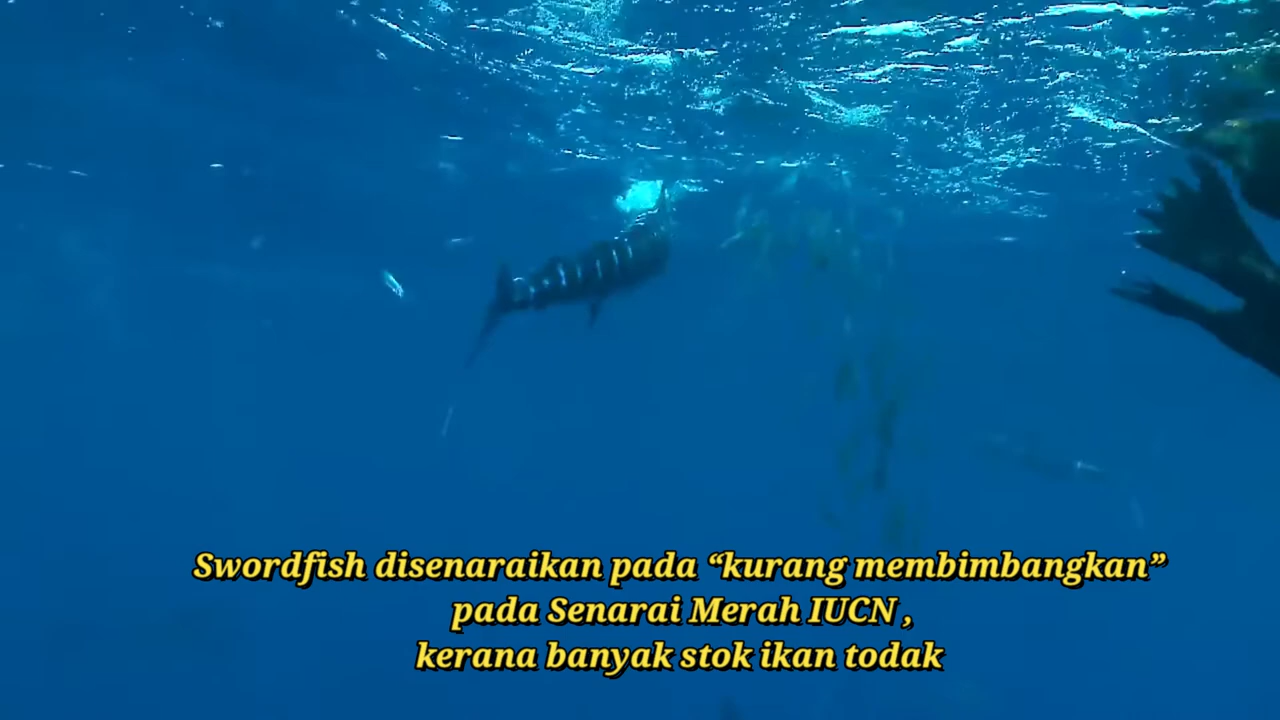 Swordfish disenaraikan pada “kurang membimbangkan”
pada Senarai Merah IUCN ,
kerana banyak stok ikan todak